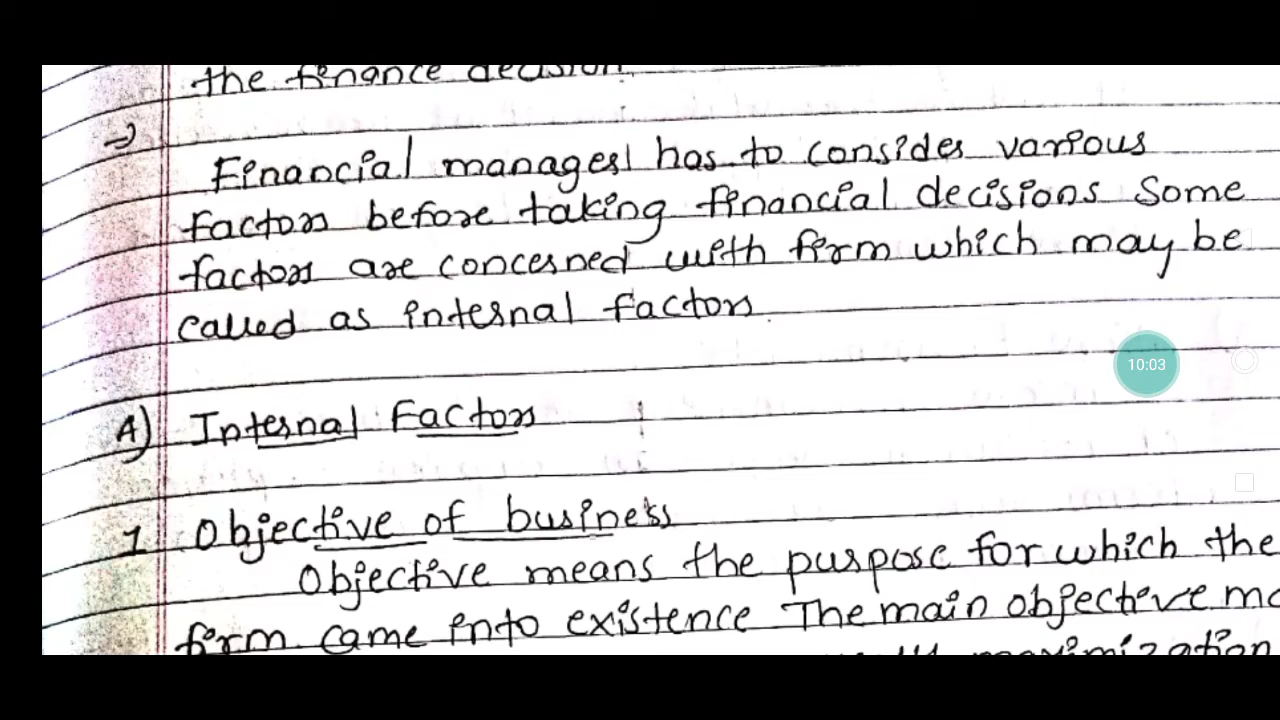 the finance decision.
→
Financial manager has to consider various
factors before taking financial decisions Some
factors are concerned with firm which may be
called as internal factors.
10:03
A) Internal Factors
1 Objective of business
Objective means the purpose for which the
firm came into existence The main objective
maximization